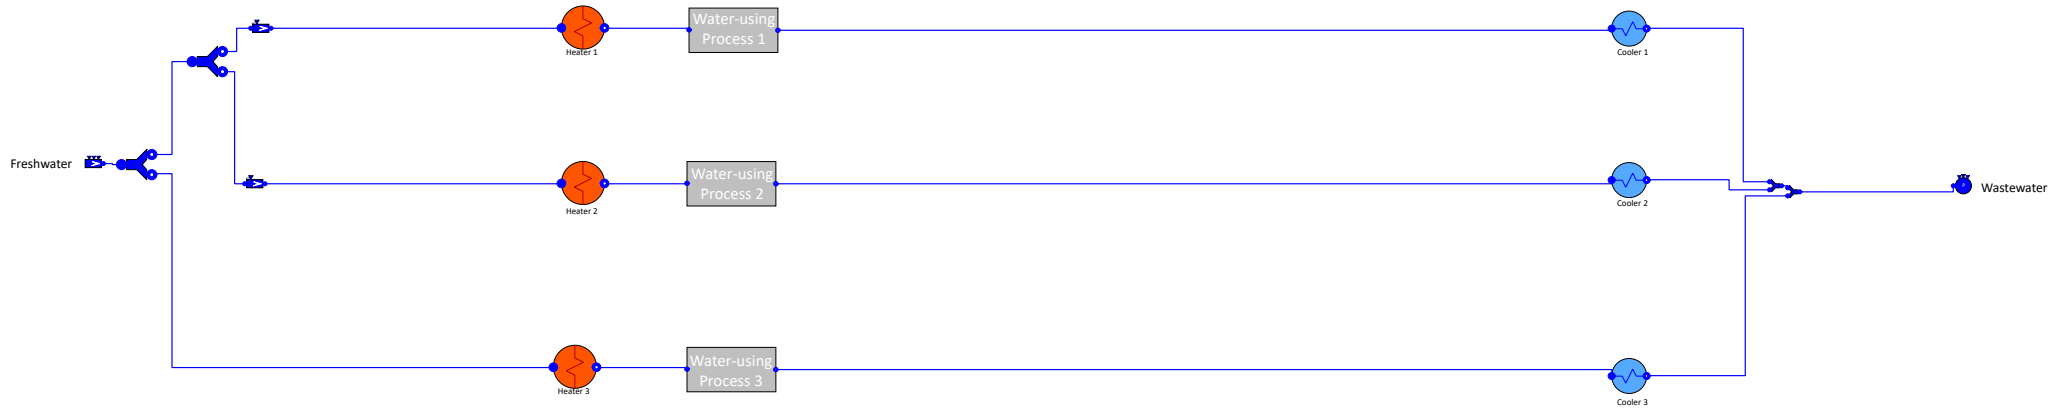 Water-using
Process 1
Heater 1
Cooler 1
Freshwater
Water-using
Process 2
Heater 2
Cooler 2
Wastewater
Water-using
Process 3
Heater 3
Cooler 3